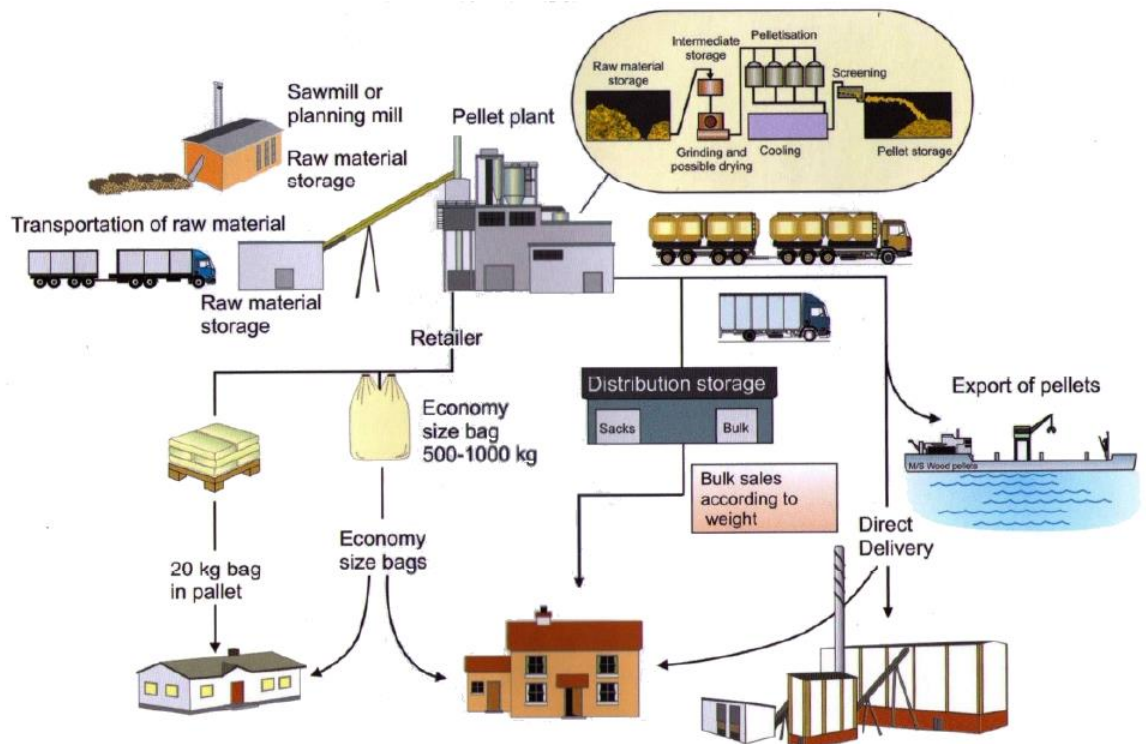 Intermediate
storage
Pelletisation
Raw material
storage
Screening
Grinding and
possible drying
Cooling
Pellet storage
Sawmill or
planning mill
Raw material
storage
Pellet plant
Transportation of raw material
Raw material
storage
Retailer
Economy
size bag
500-1000 kg
Distribution storage
Sacks
Bulk
Export of pellets
M/S Wood pellets
Bulk sales
according to
weight
Direct
Delivery
Economy
size bags
20 kg bag
in pallet